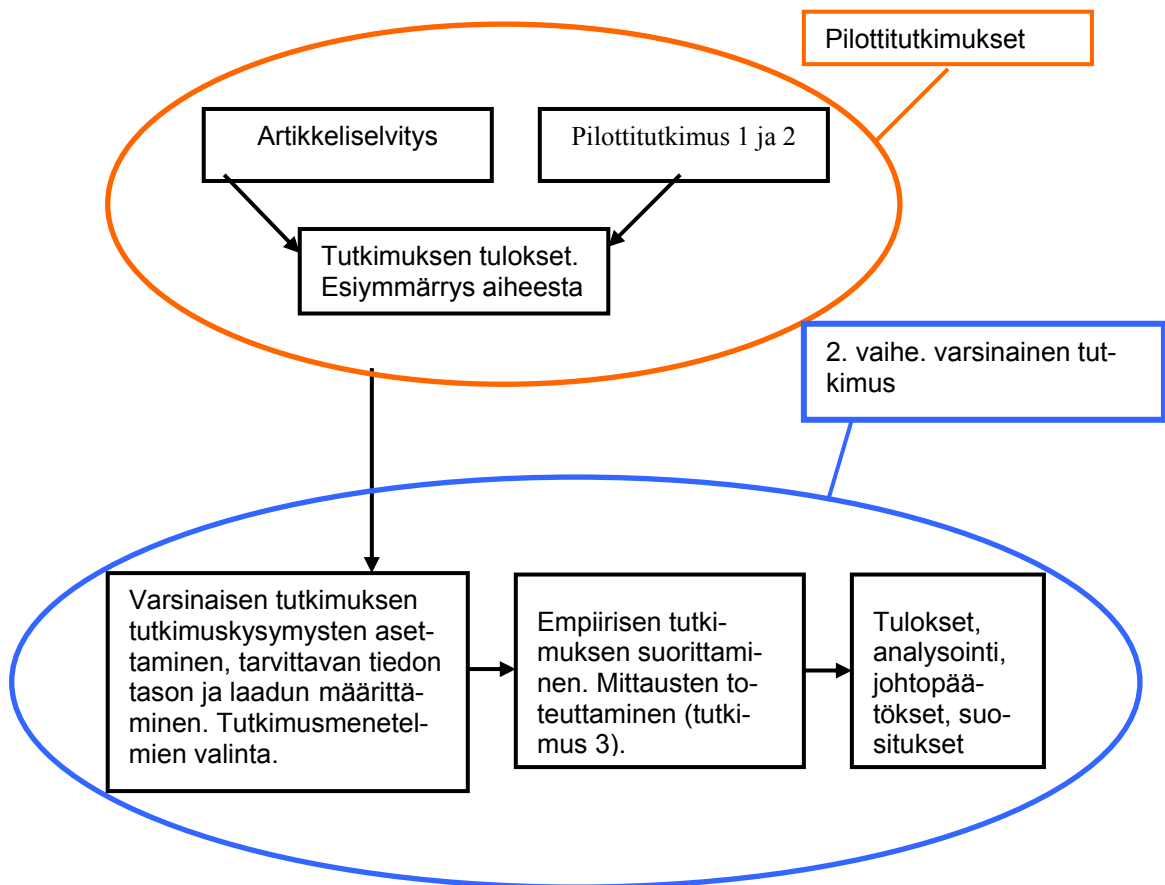 Pilottitutkimukset
Artikkeliselvitys
Pilottitutkimus 1 ja 2
Tutkimuksen tulokset.
Esiymmärrys aiheesta
2. vaihe. varsinainen tut-
kimus
Varsinaisen tutkimuksen
tutkimuskysymysten aset-
taminen, tarvittavan tiedon
tason ja laadun määrittä-
minen. Tutkimusmenetel-
mien valinta.
Empiirisen tutki-
muksen suorittami-
nen. Mittausten to-
teuttaminen (tutki-
mus 3).
Tulokset,
analysointi,
johtopää-
tökset, suo-
situkset